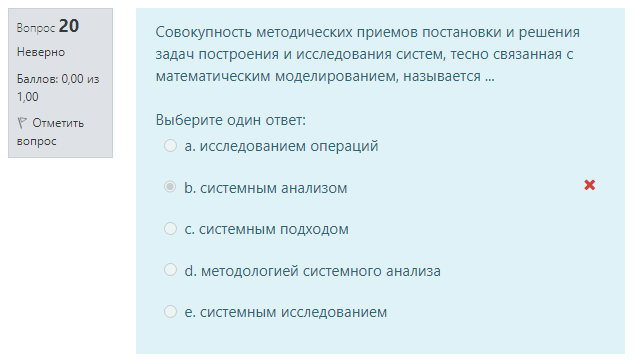 Вопрос 20
Неверно
Баллов: 0,00 из
1,00
Отметить
вопрос
Совокупность методических приемов постановки и решения
задач построения и исследования систем, тесно связанная с
математическим моделированием, называется ...
Выберите один ответ:
a. исследованием операций
b. системным анализом
c. системным подходом
d. методологией системного анализа
e. системным исследованием